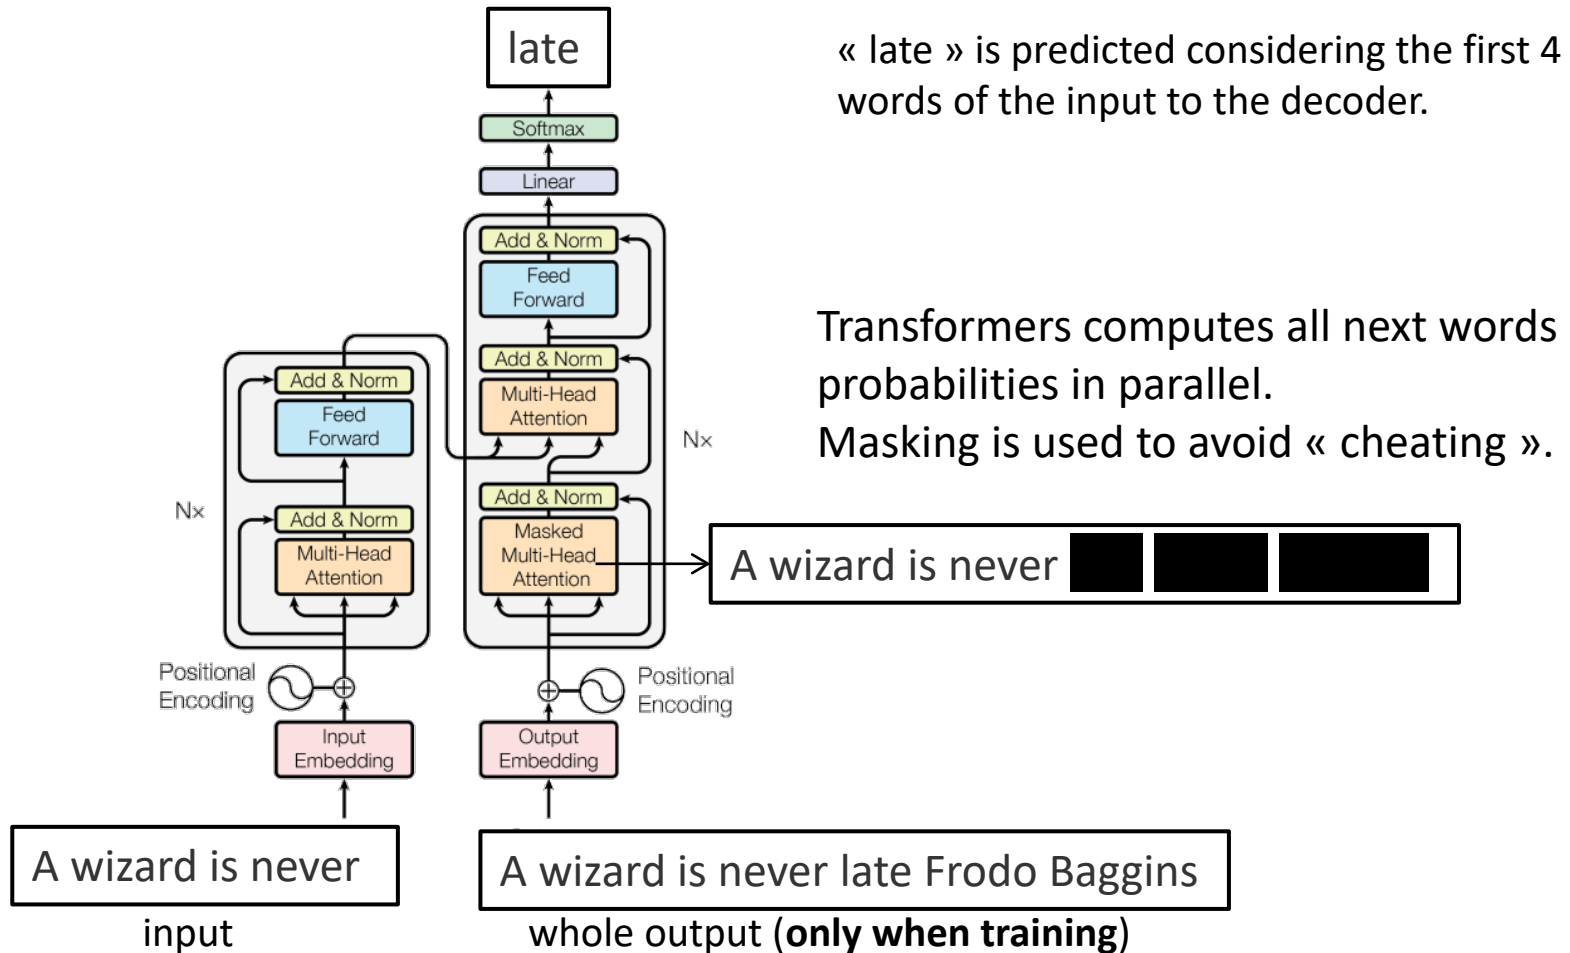 late
« late » is predicted considering the first 4
words of the input to the decoder.
Softmax
Linear
Add & Norm
Feed
Forward
Add & Norm
Multi-Head
Attention
Nx
Add & Norm
Masked
Multi-Head
Attention
Transformers computes all next words
probabilities in parallel.
Masking is used to avoid « cheating ».
A wizard is never
Add & Norm
Feed
Forward
Nx
Add & Norm
Multi-Head
Attention
Positional
Encoding
Positional
Encoding
Input
Embedding
Output
Embedding
A wizard is never
input
A wizard is never late Frodo Baggins
whole output (only when training)